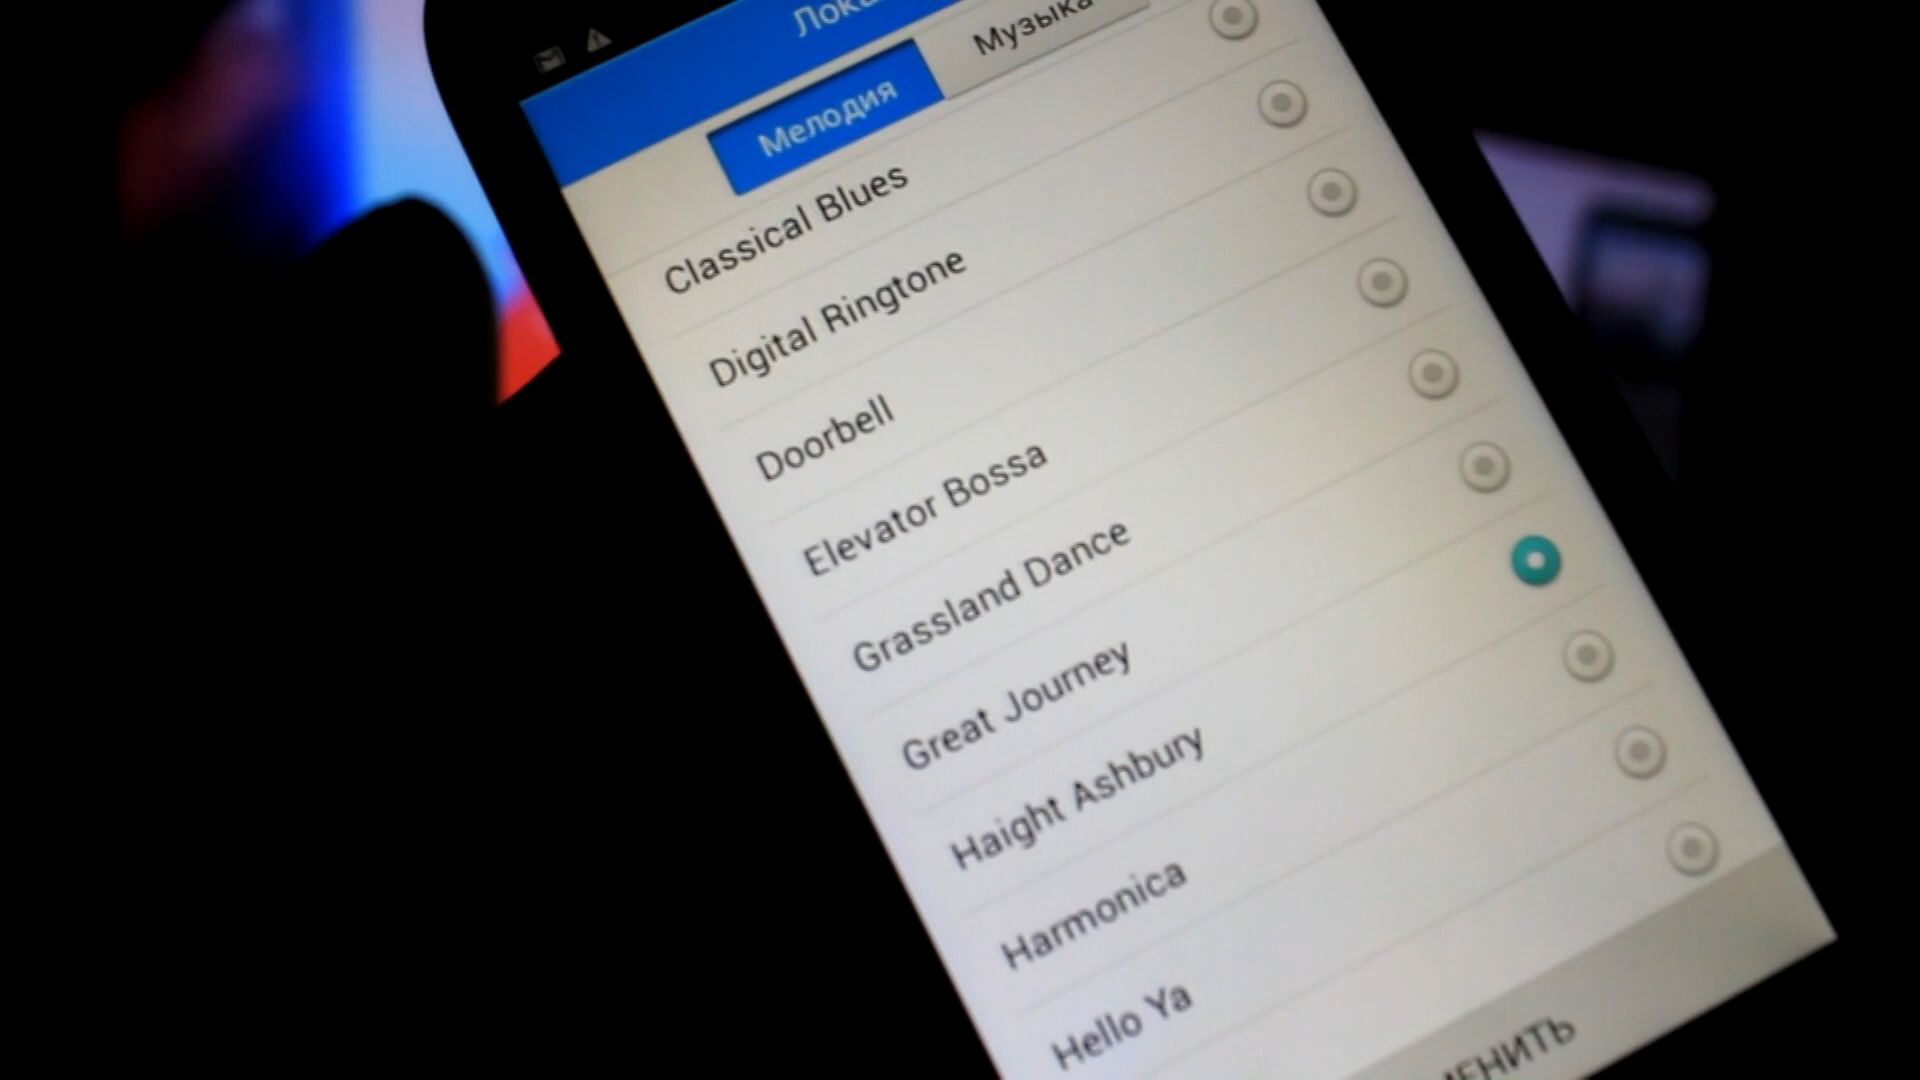 Мелодия
Музыка
Classical Blues
Digital Ringtone
Doorbell
Elevator Bossa
Grassland Dance
Great Journey
Haight Ashbury
Harmonica
Hello Ya